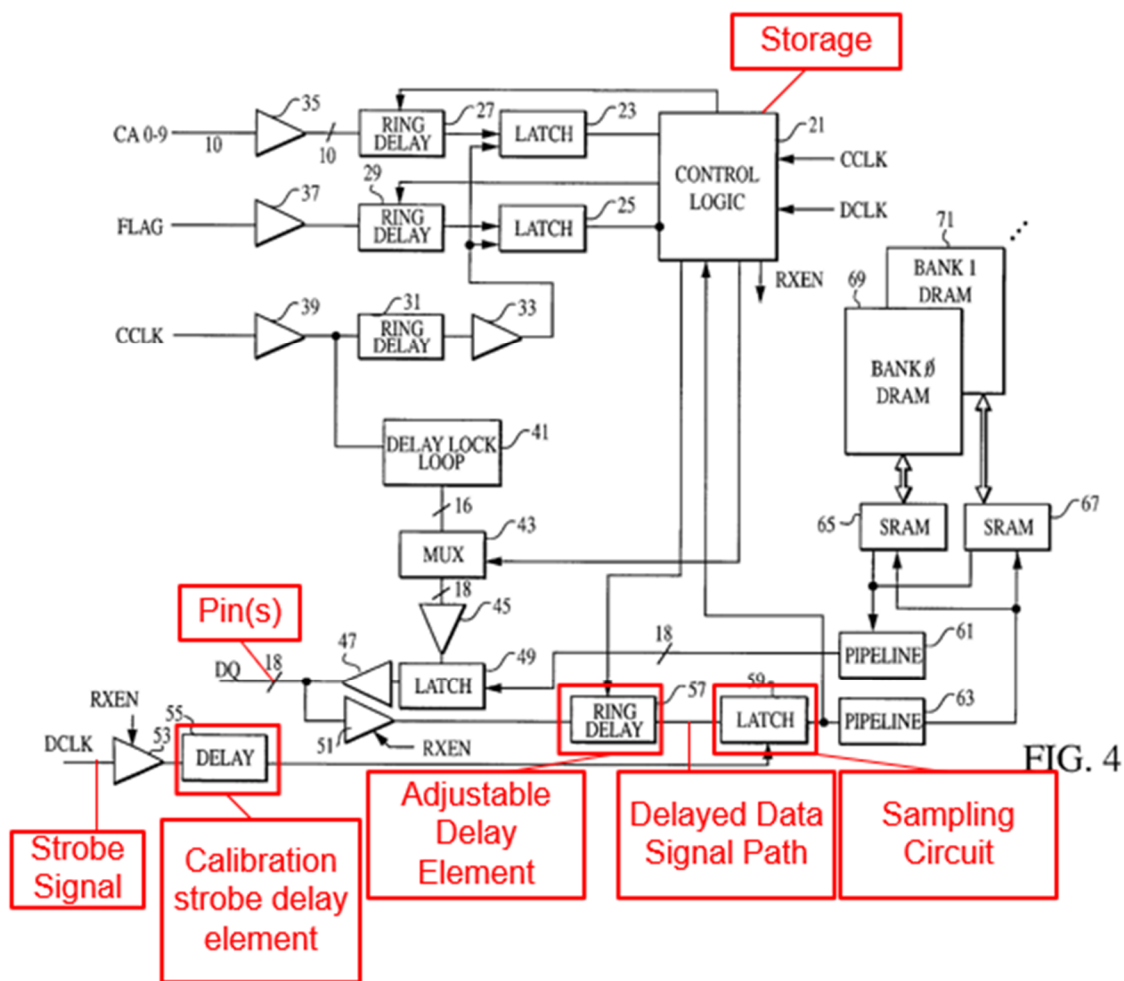 Storage
35
27
23
21
CA 0-9
10
10
RING
DELAY
LATCH
CONTROL
LOGIC
CCLK
DCLK
37
29
25
FLAG
RING
DELAY
LATCH
RXEN
71
BANK 1
DRAM
69
BANK 0
DRAM
39
31
33
CCLK
RING
DELAY
DELAY LOCK
LOOP
41
16
MUX
43
18
45
65
SRAM
SRAM
67
Pin(s)
DQ
18
47
LATCH
49
18
PIPELINE
61
51
RXEN
RING
DELAY
57
59
LATCH
PIPELINE
63
RXEN
DCLK
53
55
DELAY
FIG. 4
Strobe
Signal
Calibration
strobe delay
element
Adjustable
Delay
Element
Delayed Data
Signal Path
Sampling
Circuit